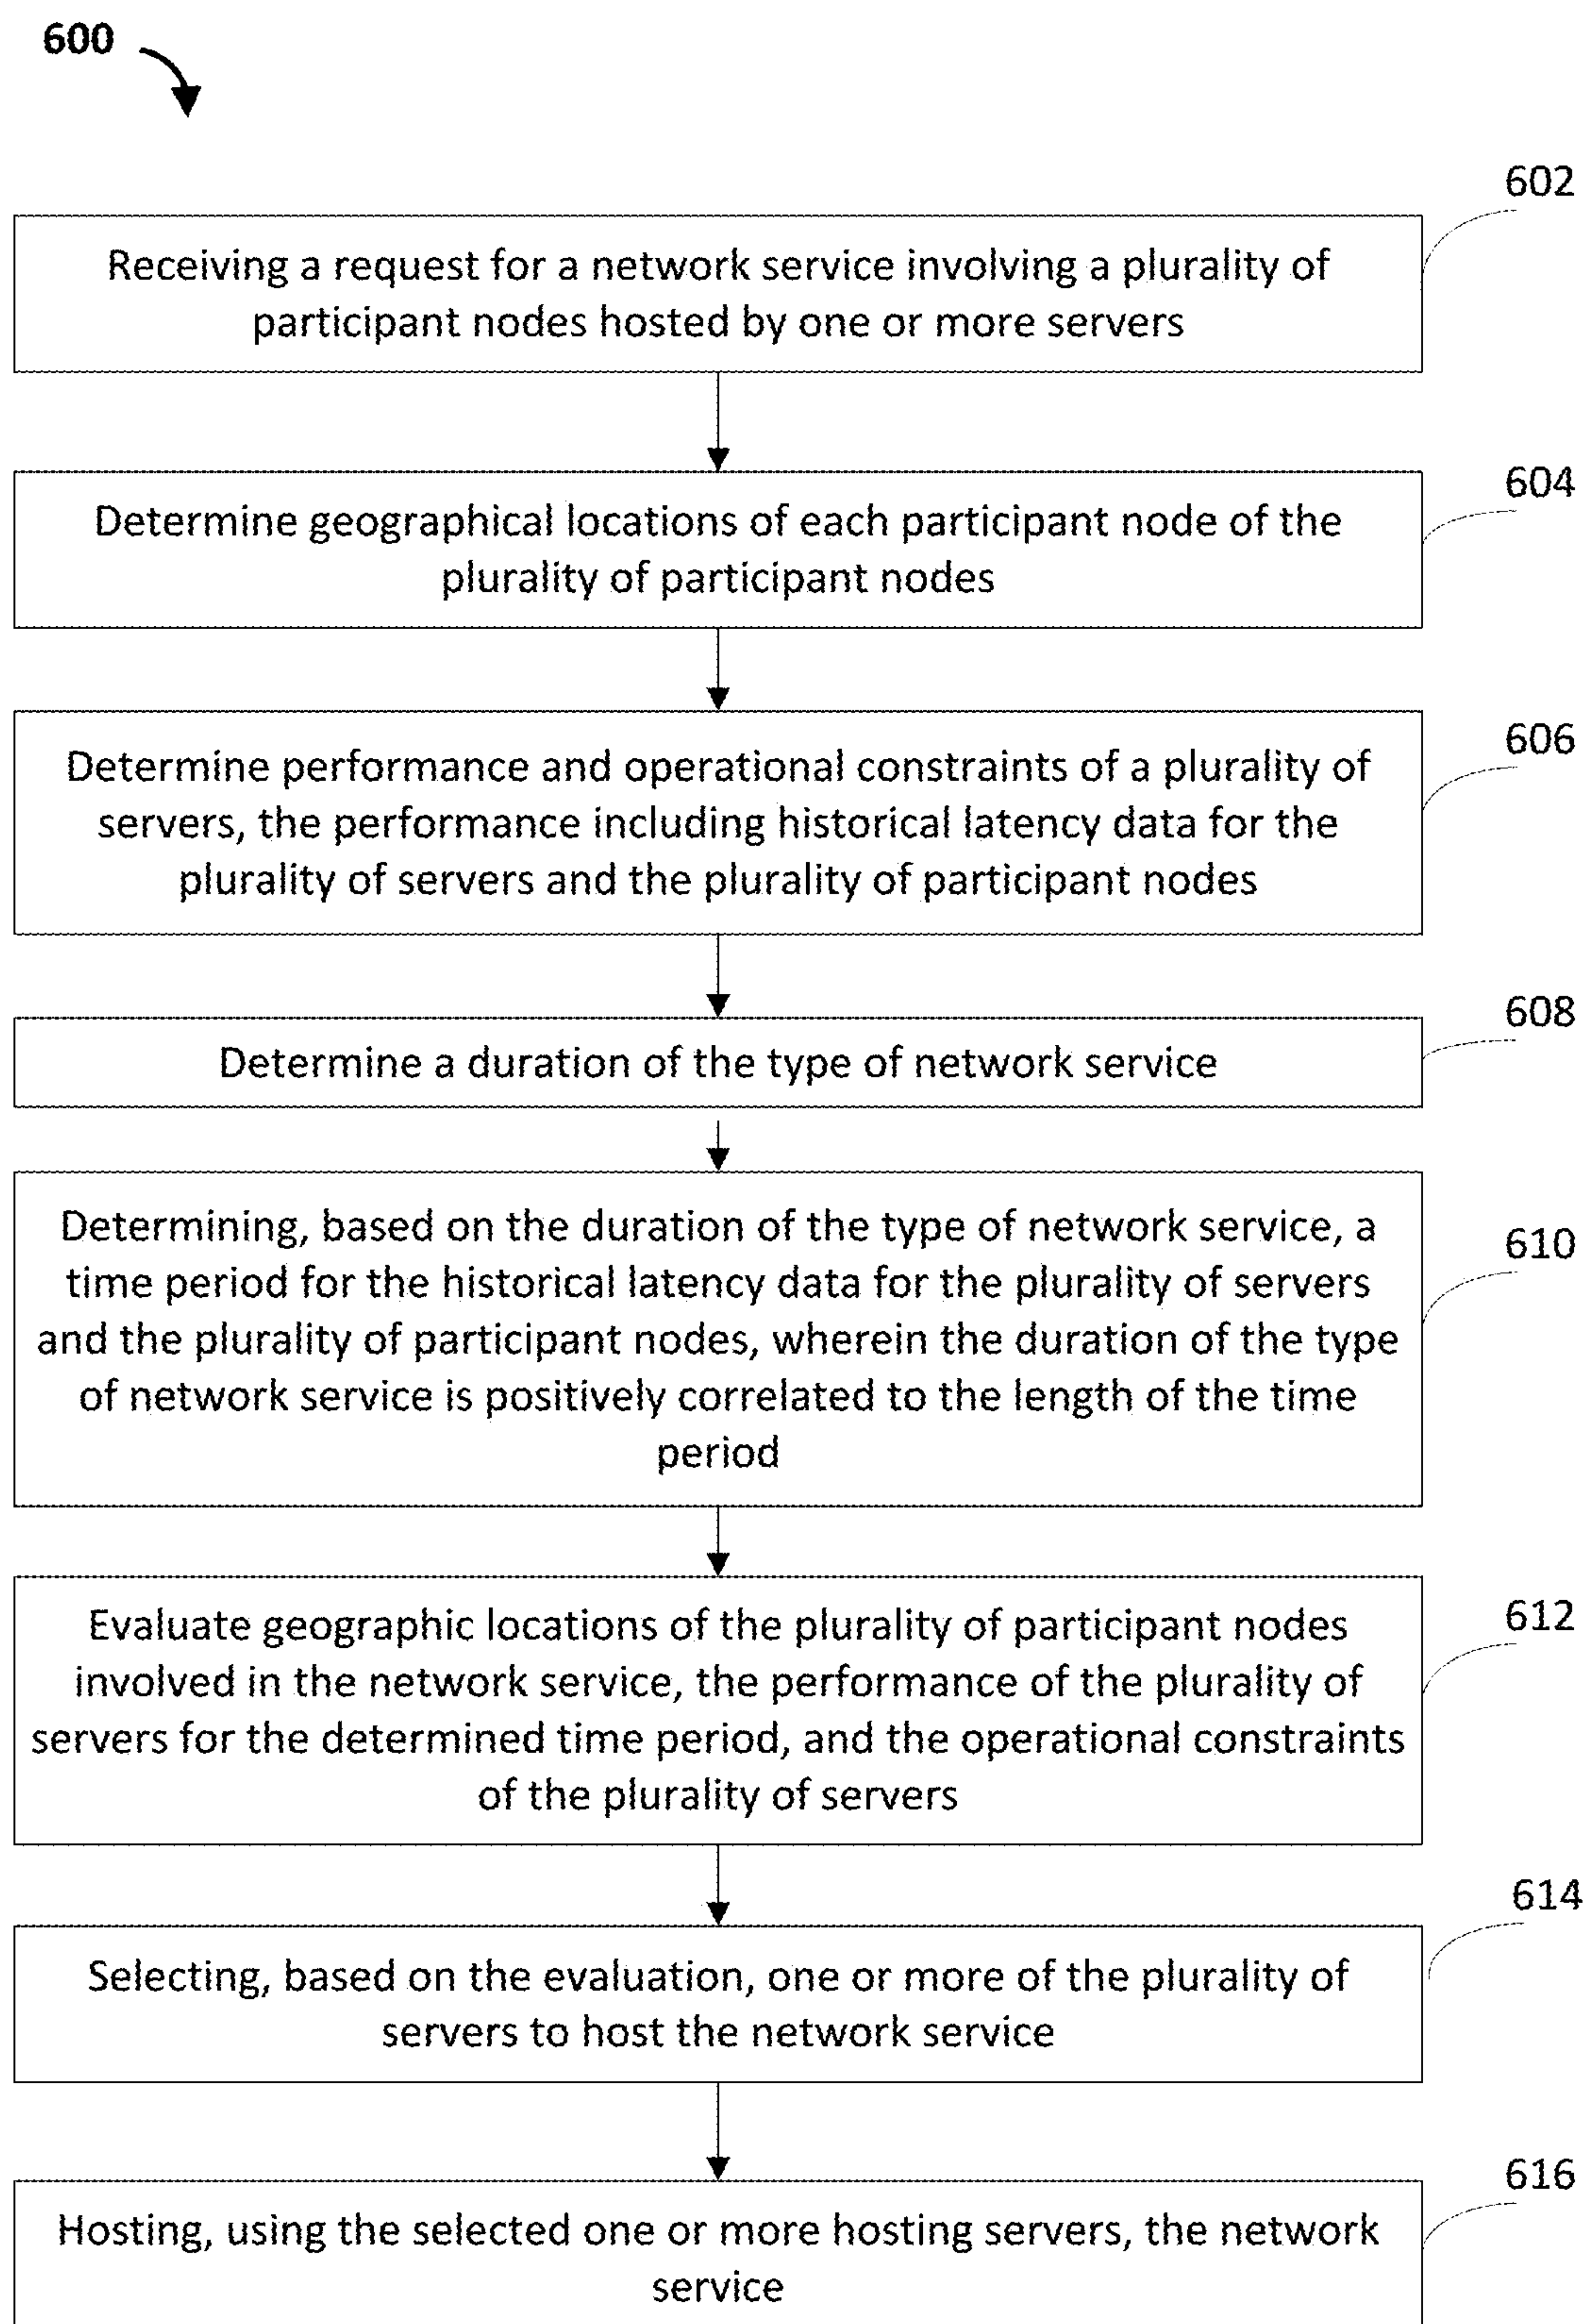 600
602
Receiving a request for a network service involving a plurality of
participant nodes hosted by one or more servers
604
Determine geographical locations of each participant node of the
plurality of participant nodes
606
Determine performance and operational constraints of a plurality of
servers, the performance including historical latency data for the
plurality of servers and the plurality of participant nodes
608
Determine a duration of the type of network service
610
Determining, based on the duration of the type of network service, a
time period for the historical latency data for the plurality of servers
and the plurality of participant nodes, wherein the duration of the type
of network service is positively correlated to the length of the time
period
612
Evaluate geographic locations of the plurality of participant nodes
involved in the network service, the performance of the plurality of
servers for the determined time period, and the operational constraints
of the plurality of servers
614
Selecting, based on the evaluation, one or more of the plurality of
servers to host the network service
616
Hosting, using the selected one or more hosting servers, the network
service